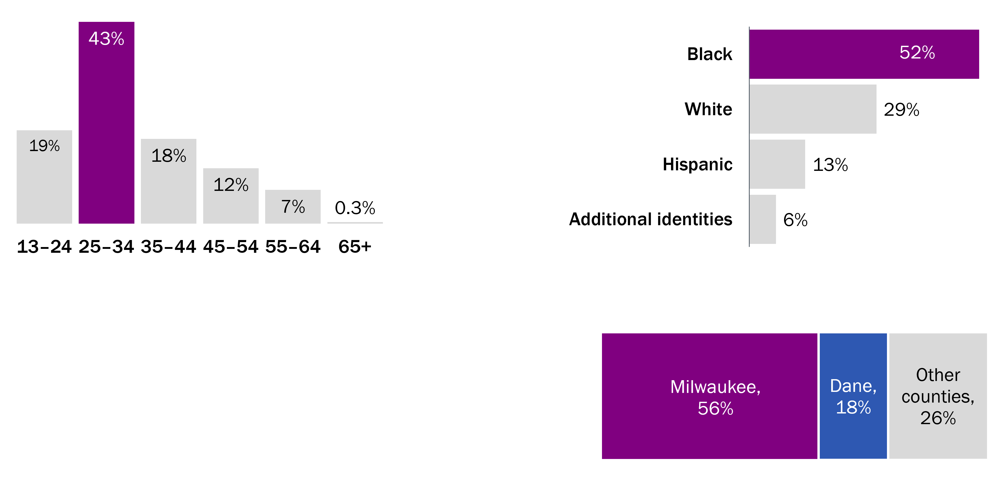 43%
19%
18%
12%
7%
0.3%
13–24 25–34 35–44 45–54 55–64 65+
Black 52%
White 29%
Hispanic 13%
Additional identities 6%
Milwaukee,
56%
Dane,
18%
Other
counties,
26%